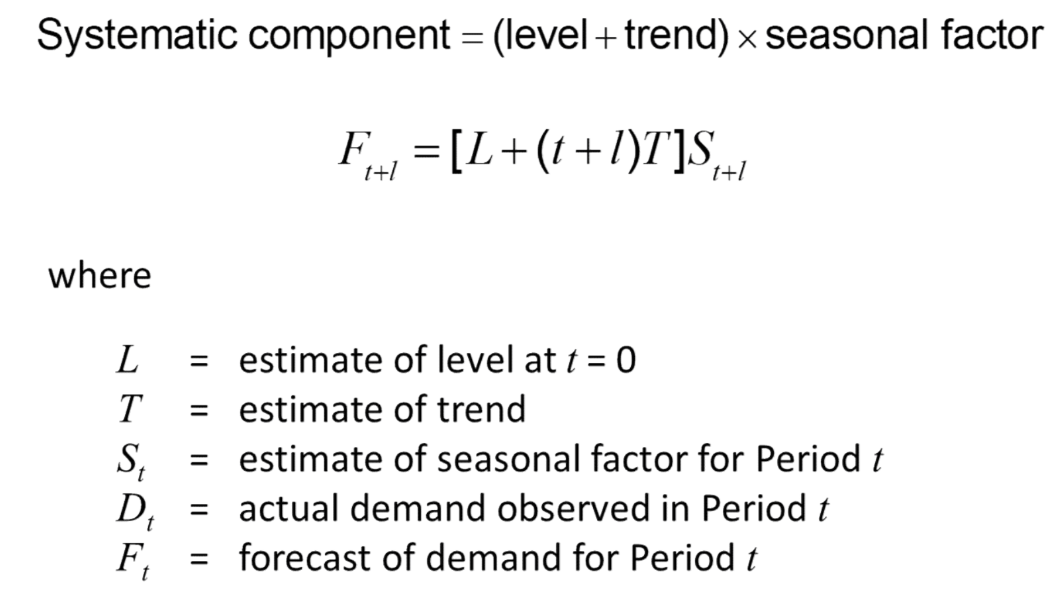 Systematic component = (level + trend) × seasonal factor
F_{t+l} = [L + (t + l)T]S_{t+l}
where
L = estimate of level at t = 0
T = estimate of trend
S_t = estimate of seasonal factor for Period t
D_t = actual demand observed in Period t
F_t = forecast of demand for Period t